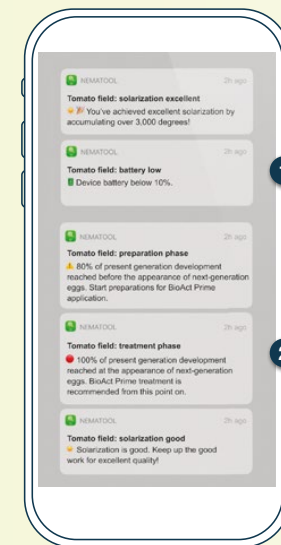 NEMATOOL 2h ago
Tomato field: solarization excellent
You've achieved excellent solarization by
accumulating over 3,000 degrees!
NEMATOOL 2h ago
Tomato field: battery low
Device battery below 10%.
NEMATOOL 2h ago
Tomato field: preparation phase
80% of present generation development
reached before the appearance of next-generation
eggs. Start preparations for BioAct Prime
application.
NEMATOOL 2h ago
Tomato field: treatment phase
100% of present generation development
reached at the appearance of next-generation
eggs. BioAct Prime treatment is
recommended from this point on.
NEMATOOL 2h ago
Tomato field: solarization good
Solarization is good. Keep up the good
work for excellent quality!